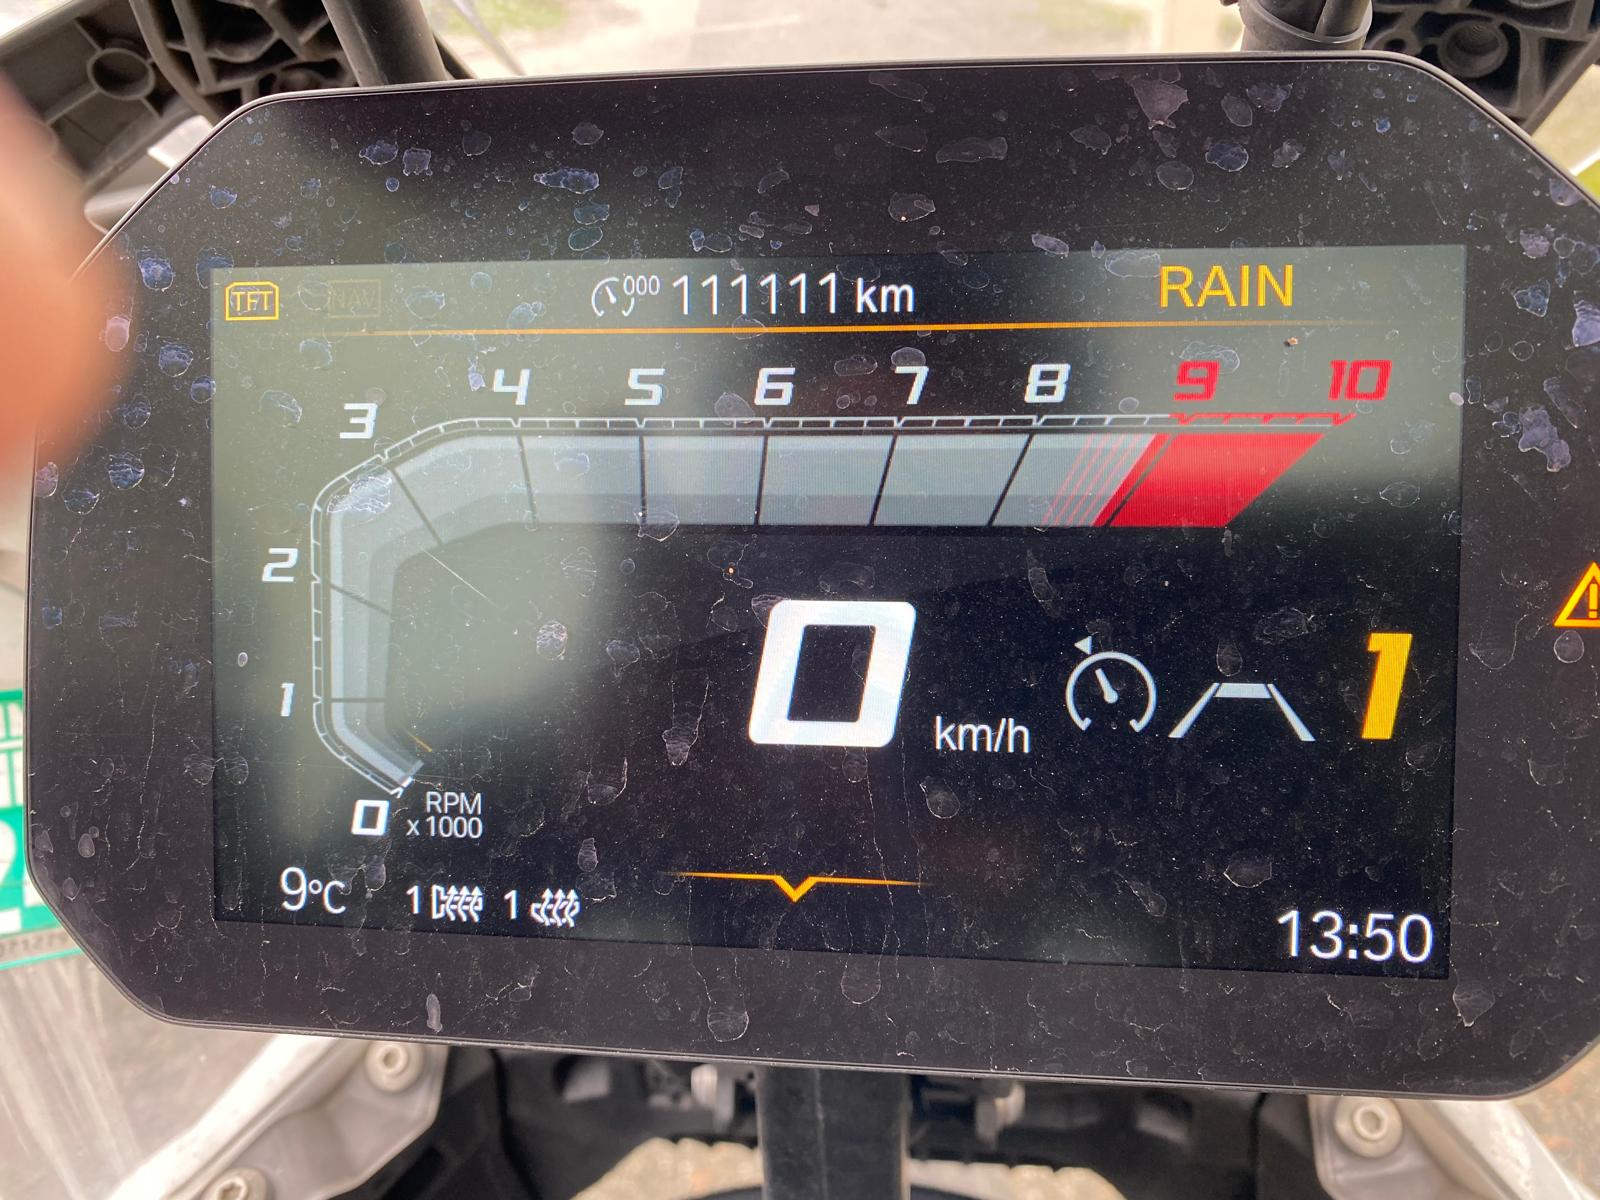 TFT NAV 000 111111 km RAIN
3 4 5 6 7 8 9 10
2
1
0 km/h 1
0 RPM
x 1000
9°C 1 1 13:50